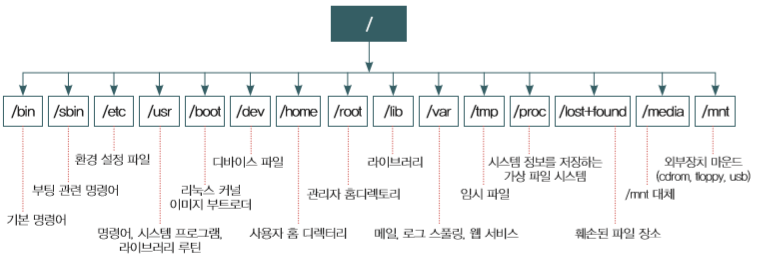 /
/bin /sbin /etc /usr /boot /dev /home /root /lib /var /tmp /proc /lost+found /media /mnt
환경 설정 파일 디바이스 파일 라이브러리 시스템 정보를 저장하는 외부장치 마운드
가상 파일 시스템 (cdrom, floppy, usb)
부팅 관련 명령어 리눅스 커널 관리자 홈디렉토리 임시 파일 /mnt 대체
이미지 부트로더
기본 명령어
명령어, 시스템 프로그램, 사용자 홈 디렉터리 메일, 로그 스풀링, 웹 서비스 훼손된 파일 장소
라이브러리 루틴